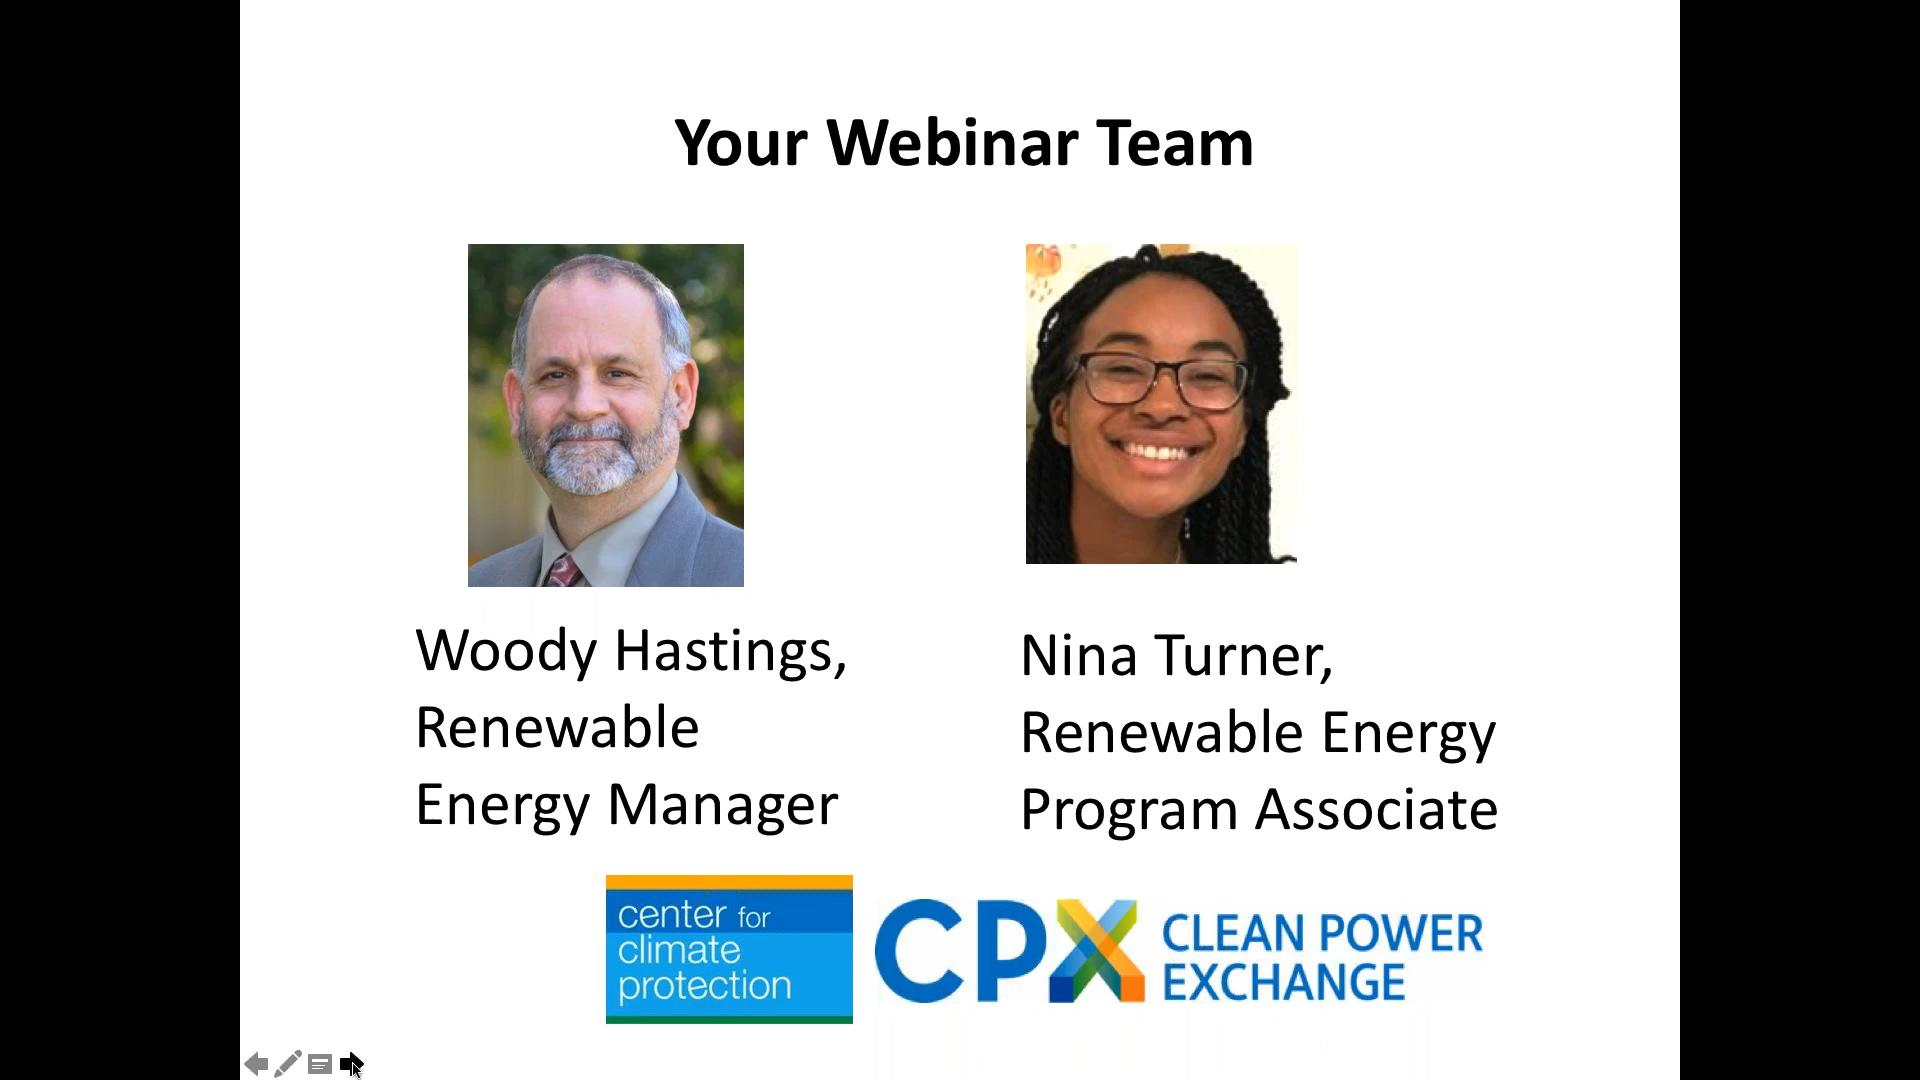 Your Webinar Team
Woody Hastings,
Renewable
Energy Manager
Nina Turner,
Renewable Energy
Program Associate
center for
climate
protection
CPX
CLEAN POWER
EXCHANGE